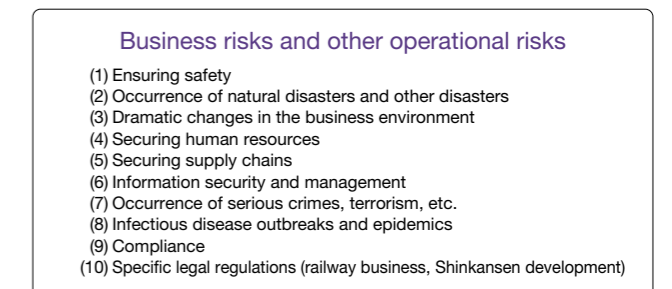 Business risks and other operational risks
(1) Ensuring safety
(2) Occurrence of natural disasters and other disasters
(3) Dramatic changes in the business environment
(4) Securing human resources
(5) Securing supply chains
(6) Information security and management
(7) Occurrence of serious crimes, terrorism, etc.
(8) Infectious disease outbreaks and epidemics
(9) Compliance
(10) Specific legal regulations (railway business, Shinkansen development)